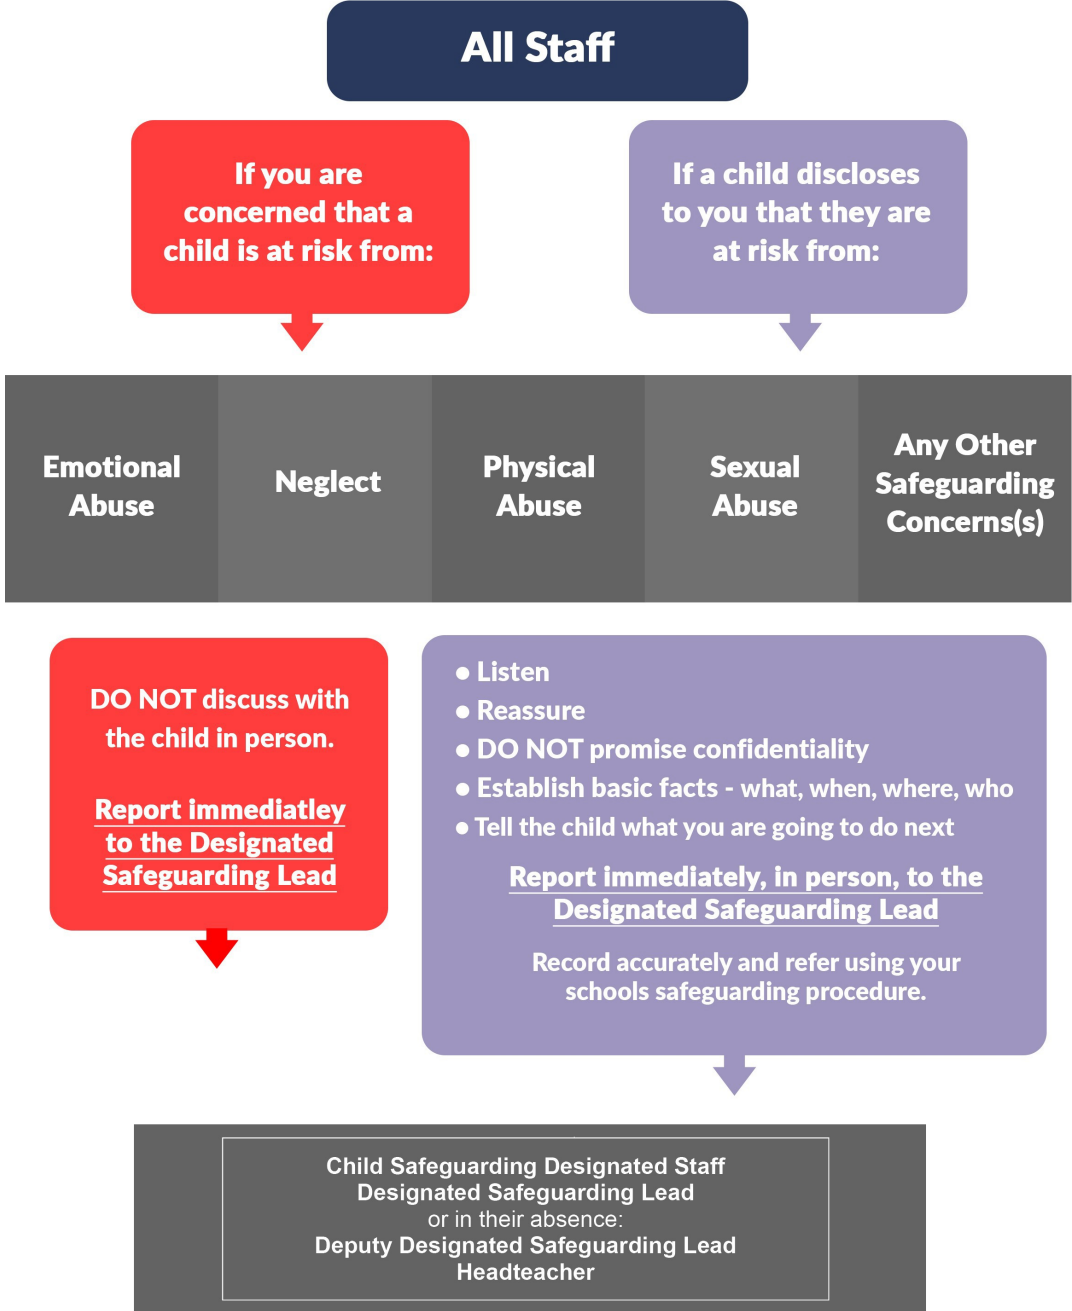 All Staff
If you are
concerned that a
child is at risk from:
If a child discloses
to you that they are
at risk from:
Emotional
Abuse
Neglect
Physical
Abuse
Sexual
Abuse
Any Other
Safeguarding
Concerns(s)
DO NOT discuss with
the child in person.
Report immediatley
to the Designated
Safeguarding Lead
● Listen
● Reassure
● DO NOT promise confidentiality
● Establish basic facts - what, when, where, who
● Tell the child what you are going to do next
Report immediately, in person, to the
Designated Safeguarding Lead
Record accurately and refer using your
schools safeguarding procedure.
Child Safeguarding Designated Staff
Designated Safeguarding Lead
or in their absence:
Deputy Designated Safeguarding Lead
Headteacher